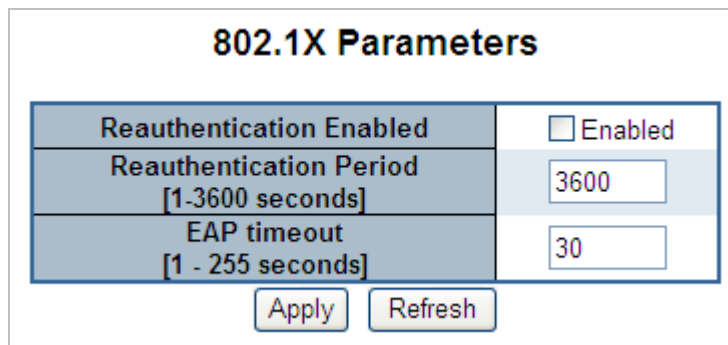 802.1X Parameters
Reauthentication Enabled
Enabled
Reauthentication Period
[1-3600 seconds]
3600
EAP timeout
[1 - 255 seconds]
30
Apply Refresh